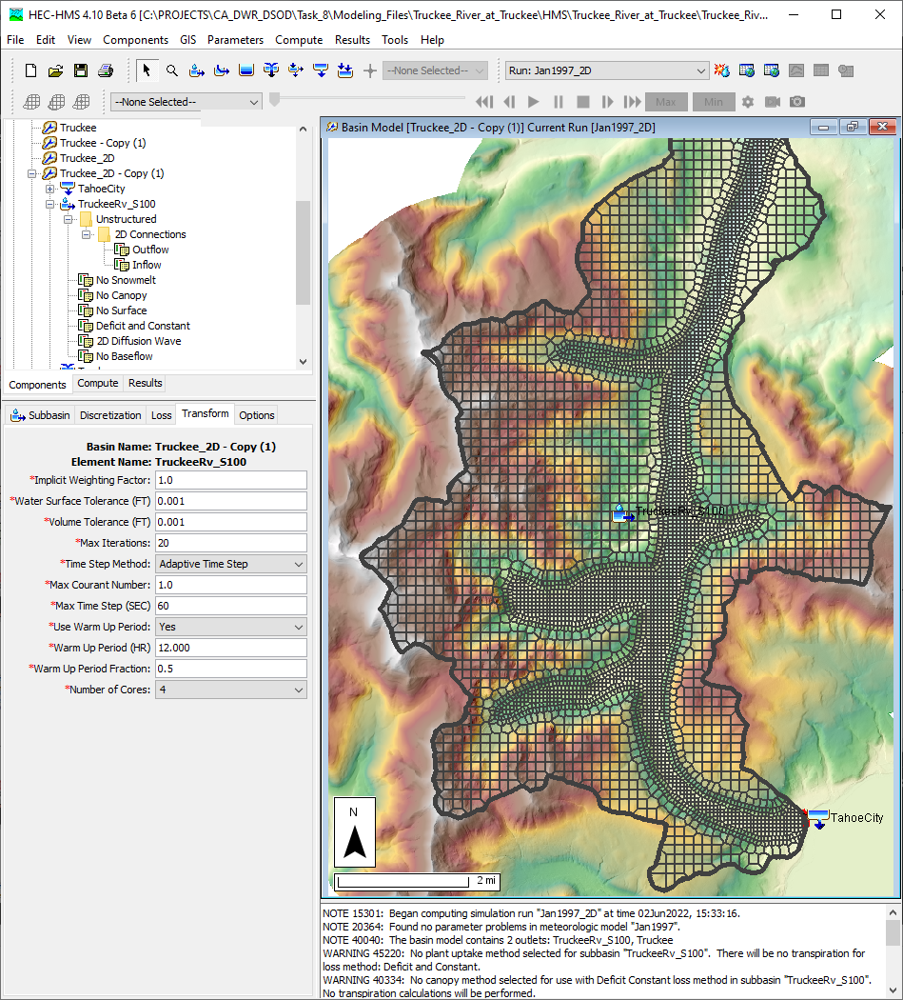 HEC-HMS 4.10 Beta 6 [C:\PROJECTS\CA_DWR_DSOD\Task_8\Modeling_Files\Truckee_River_at_Truckee\HMS\Truckee_River_at_Truckee\Truckee_Riv...
File Edit View Components GIS Parameters Compute Results Tools Help
--None Selected-- Run: Jan1997_2D
--None Selected-- Max Min
Truckee
Truckee - Copy (1)
Truckee_2D
Truckee_2D - Copy (1)
TahoeCity
TruckeeRv_S100
Unstructured
2D Connections
Outflow
Inflow
No Snowmelt
No Canopy
No Surface
Deficit and Constant
2D Diffusion Wave
No Baseflow
Components Compute Results
Subbasin Discretization Loss Transform Options
Basin Name: Truckee_2D - Copy (1)
Element Name: TruckeeRv_S100
*Implicit Weighting Factor: 1.0
*Water Surface Tolerance (FT) 0.001
*Volume Tolerance (FT) 0.001
*Max Iterations: 20
*Time Step Method: Adaptive Time Step
*Max Courant Number: 1.0
*Max Time Step (SEC) 60
*Use Warm Up Period: Yes
*Warm Up Period (HR) 12.000
*Warm Up Period Fraction: 0.5
*Number of Cores: 4
Basin Model [Truckee_2D - Copy (1)] Current Run [Jan1997_2D]
TruckeeRv_S100
TahoeCity
N
2 mi
NOTE 15301: Began computing simulation run "Jan1997_2D" at time 02Jun2022, 15:33:16.
NOTE 20364: Found no parameter problems in meteorologic model "Jan1997".
NOTE 40040: The basin model contains 2 outlets: TruckeeRv_S100, Truckee
WARNING 45220: No plant uptake method selected for subbasin "TruckeeRv_S100". There will be no transpiration for
loss method: Deficit and Constant.
WARNING 40334: No canopy method selected for use with Deficit Constant loss method in subbasin "TruckeeRv_S100".
No transpiration calculations will be performed.